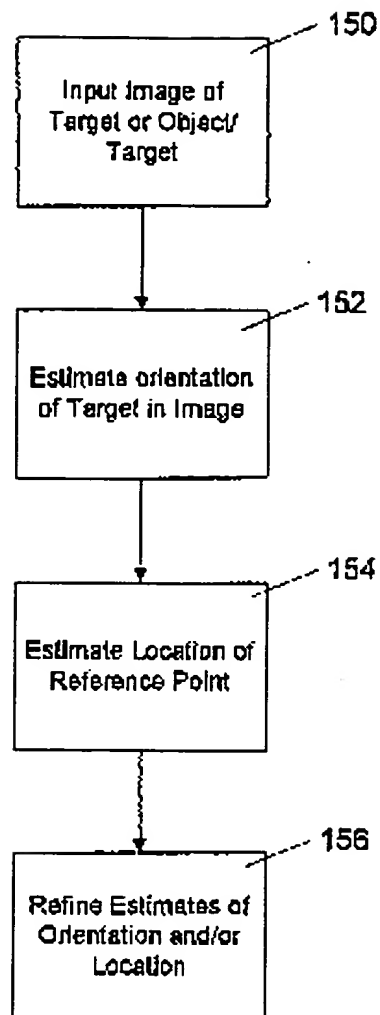 150
Input Image of
Target or Object/
Target
152
Estimate orientation
of Target in Image
154
Estimate Location of
Reference Point
156
Refine Estimates of
Orientation and/or
Location